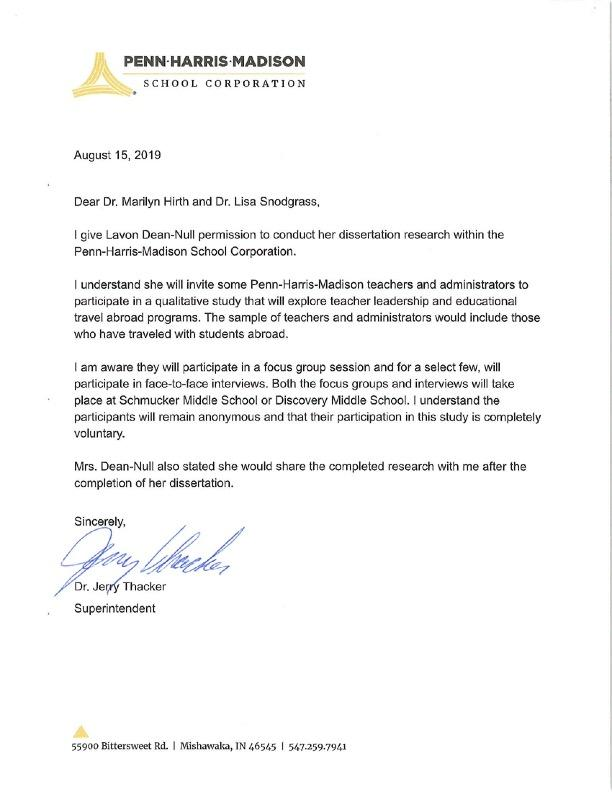 PENN·HARRIS·MADISON
SCHOOL CORPORATION
August 15, 2019
Dear Dr. Marilyn Hirth and Dr. Lisa Snodgrass,
I give Lavon Dean-Null permission to conduct her dissertation research within the
Penn-Harris-Madison School Corporation.
I understand she will invite some Penn-Harris-Madison teachers and administrators to
participate in a qualitative study that will explore teacher leadership and educational
travel abroad programs. The sample of teachers and administrators would include those
who have traveled with students abroad.
I am aware they will participate in a focus group session and for a select few, will
participate in face-to-face interviews. Both the focus groups and interviews will take
place at Schmucker Middle School or Discovery Middle School. I understand the
participants will remain anonymous and that their participation in this study is completely
voluntary.
Mrs. Dean-Null also stated she would share the completed research with me after the
completion of her dissertation.
Sincerely,
Jerry Thacker
Dr. Jerry Thacker
Superintendent
55900 Bittersweet Rd. | Mishawaka, IN 46545 | 547.259.7941